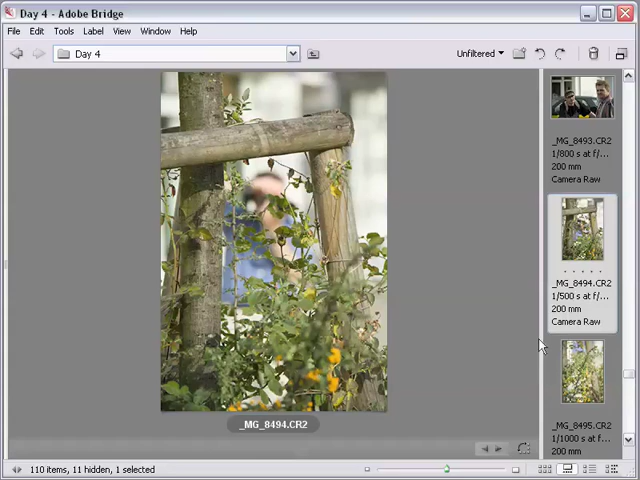 Day 4 - Adobe Bridge
File Edit Tools Label View Window Help
Day 4
Unfiltered
_MG_8493.CR2
1/800 s at f/...
200 mm
Camera Raw
_MG_8494.CR2
1/500 s at f/...
200 mm
Camera Raw
_MG_8495.CR2
1/1000 s at f/...
200 mm
_MG_8494.CR2
110 items, 11 hidden, 1 selected